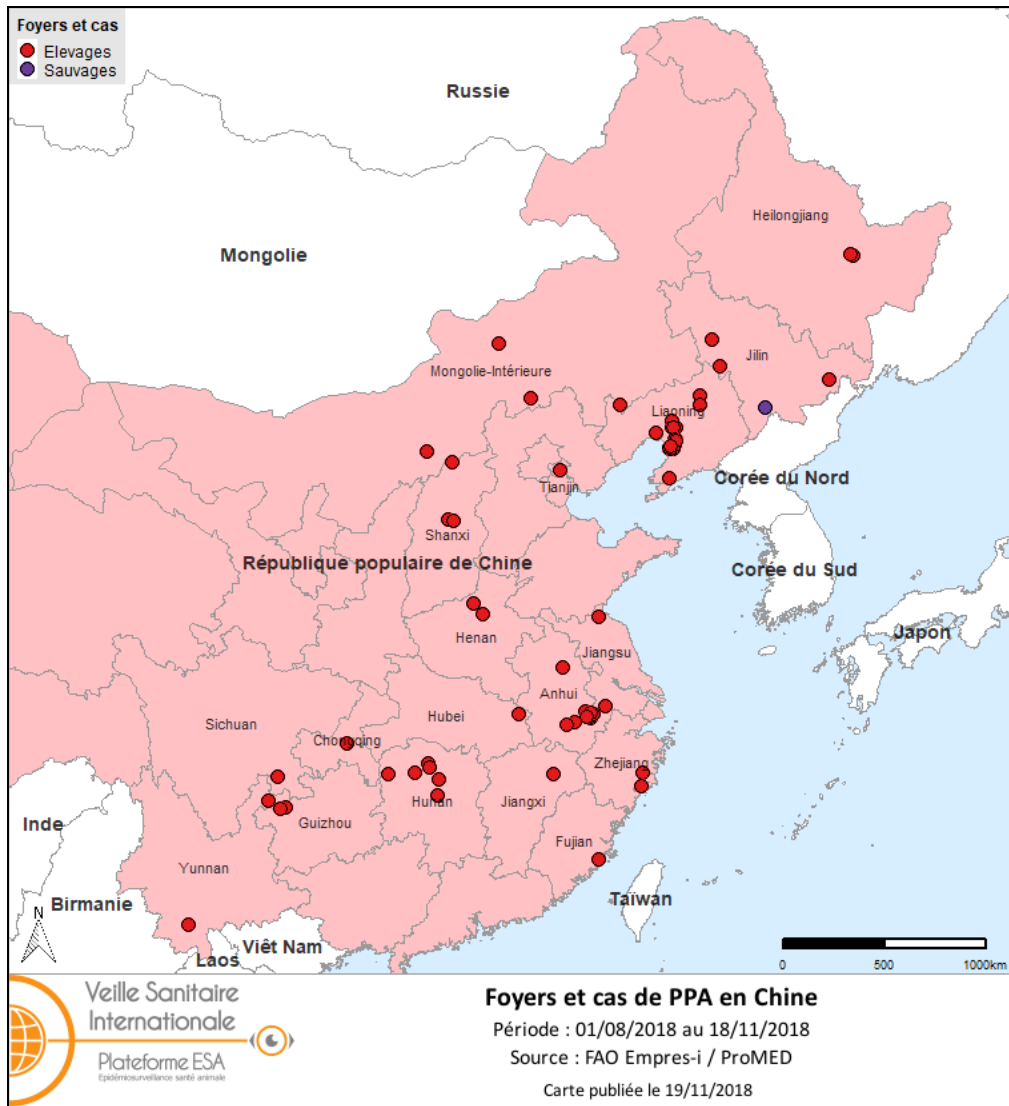 Foyers et cas
Elevages
Sauvages
Russie
Heilongjiang
Mongolie
Jilin
Mongolie-Intérieure
Liaoning
Corée du Nord
Tianjin
Shanxi
République populaire de Chine
Corée du Sud
Japon
Henan
Jiangsu
Anhui
Sichuan
Hubei
Chongqing
Zhejiang
Hunan
Jiangxi
Inde
Guizhou
Fujian
Yunnan
Taïwan
Birmanie
N
Viêt Nam
Laos
0 500 1000km
Veille Sanitaire
Internationale
Plateforme ESA
Epidémiosurveillance santé animale
Foyers et cas de PPA en Chine
Période : 01/08/2018 au 18/11/2018
Source : FAO Empres-i / ProMED
Carte publiée le 19/11/2018